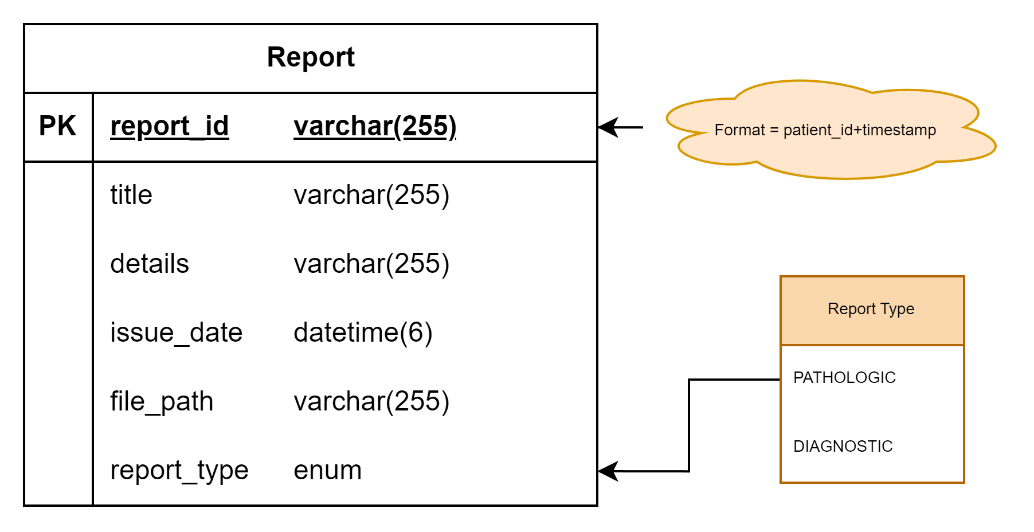 Report
PK report_id varchar(255)
Format = patient_id+timestamp
title varchar(255)
details varchar(255)
issue_date datetime(6)
file_path varchar(255)
report_type enum
Report Type
PATHOLOGIC
DIAGNOSTIC